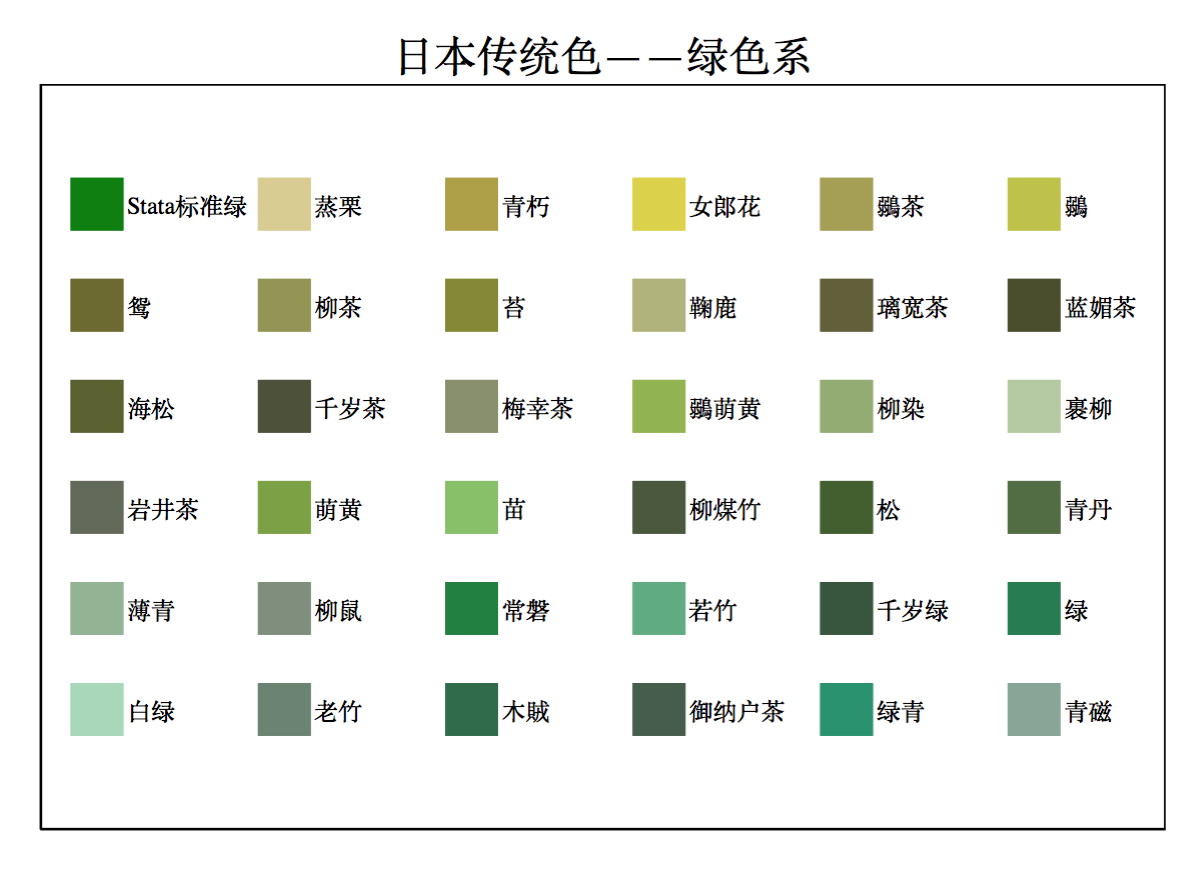 日本传统色——绿色系
Stata标准绿 蒸栗 青朽 女郎花 鷃茶 鷃
鸳 柳茶 苔 鞠鹿 璃宽茶 蓝媚茶
海松 千岁茶 梅幸茶 鷃萌黄 柳染 裹柳
岩井茶 萌黄 苗 柳煤竹 松 青丹
薄青 柳鼠 常磐 若竹 千岁绿 绿
白绿 老竹 木贼 御纳户茶 绿青 青磁